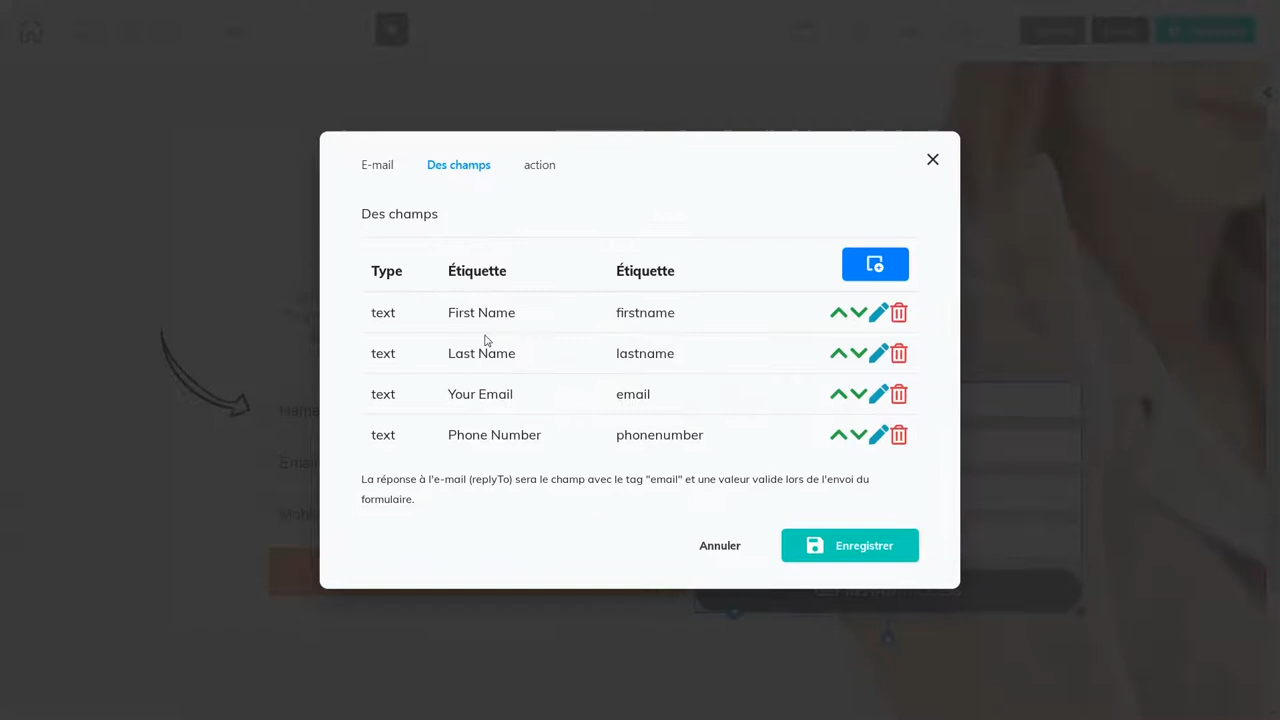 E-mail Des champs action
Des champs
Type Étiquette Étiquette
text First Name firstname
text Last Name lastname
text Your Email email
text Phone Number phonenumber
La réponse à l'e-mail (replyTo) sera le champ avec le tag "email" et une valeur valide lors de l'envoi du
formulaire.
Annuler Enregistrer
Name
Email